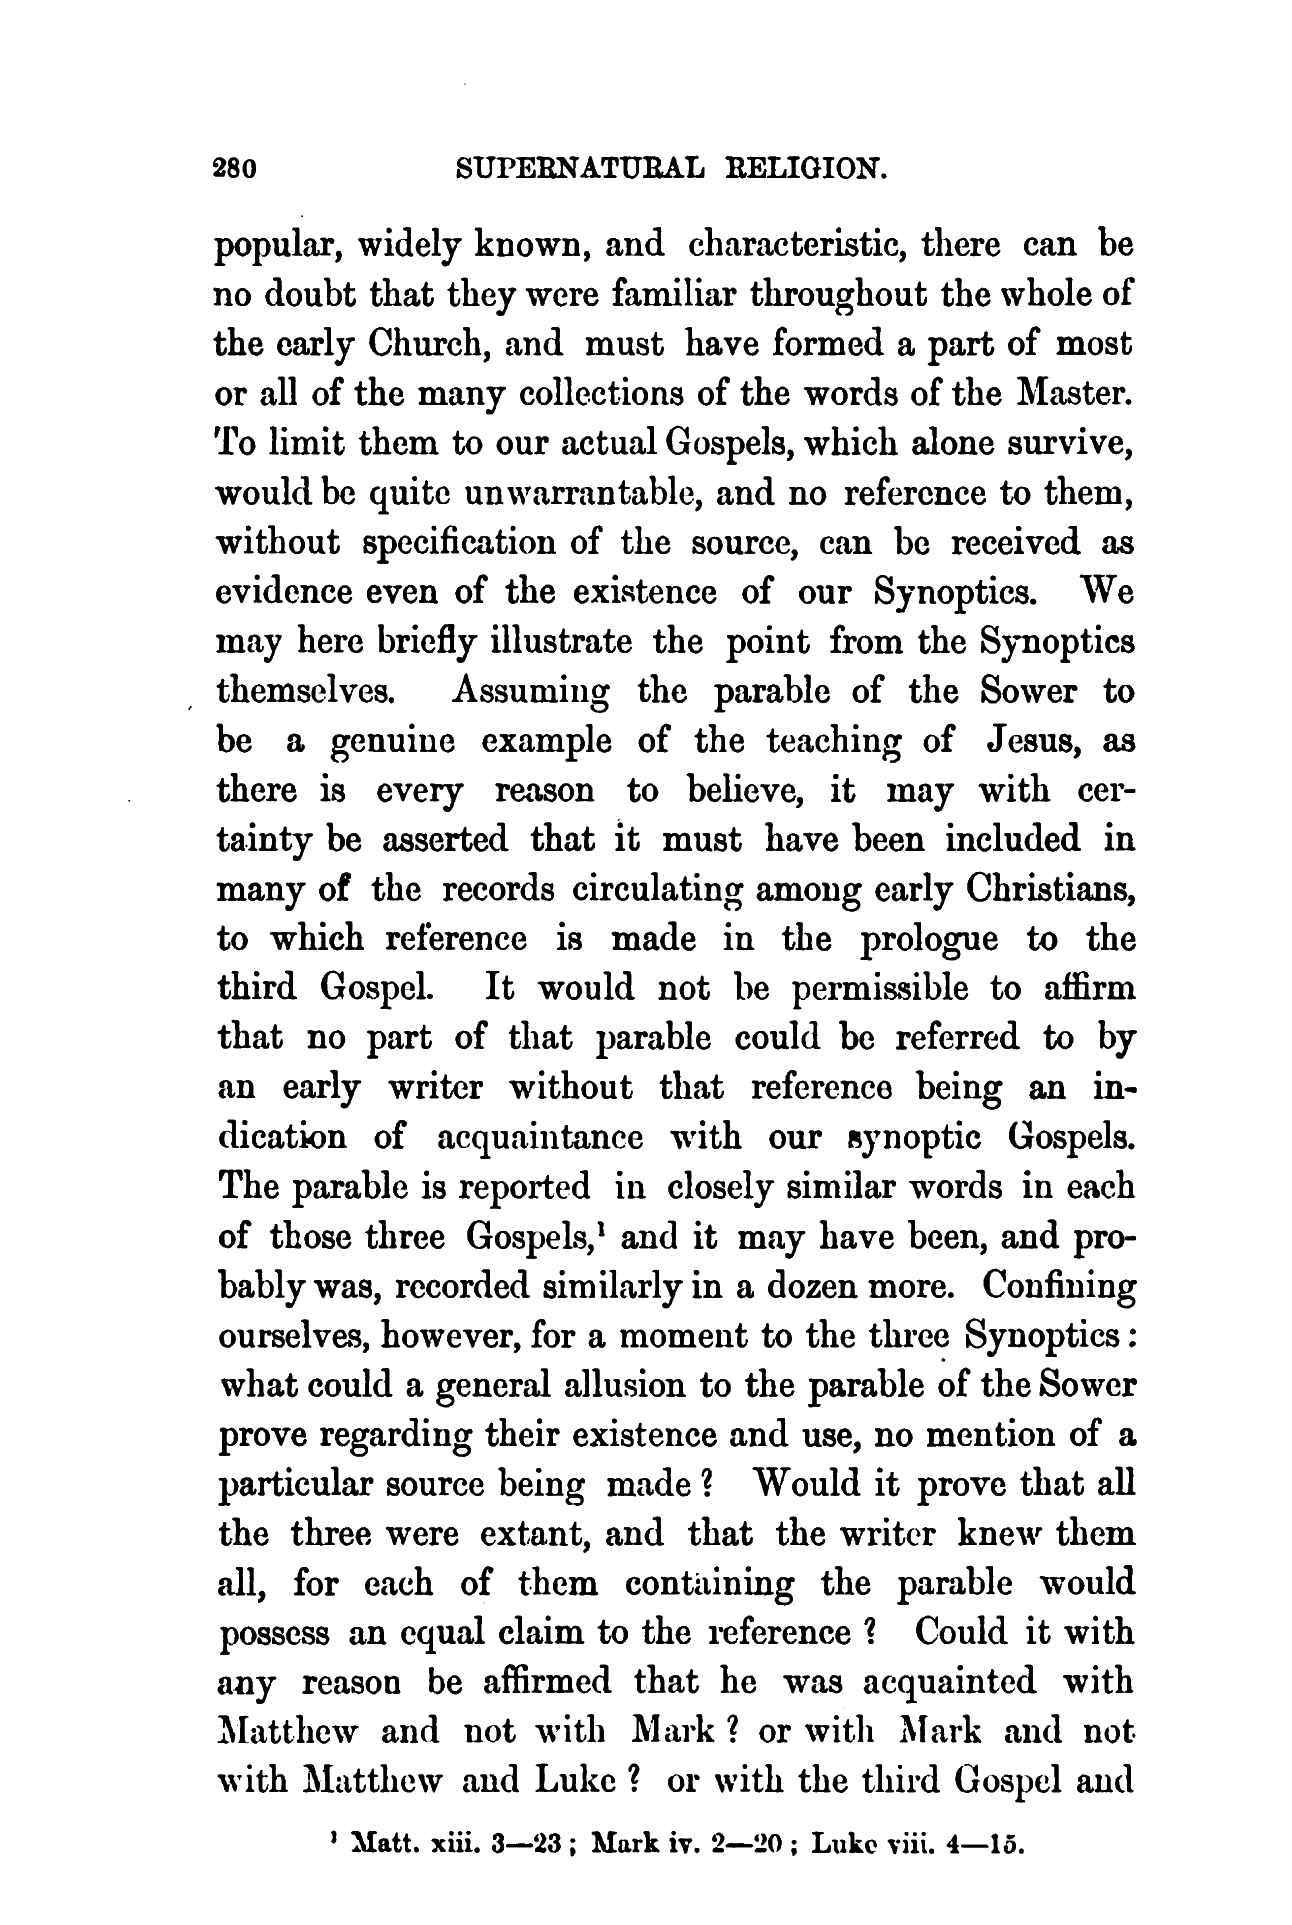 280 SUPERNATURAL RELIGION.
popular, widely known, and characteristic, there can be
no doubt that they were familiar throughout the whole of
the early Church, and must have formed a part of most
or all of the many collections of the words of the Master.
To limit them to our actual Gospels, which alone survive,
would be quite unwarrantable, and no reference to them,
without specification of the source, can be received as
evidence even of the existence of our Synoptics. We
may here briefly illustrate the point from the Synoptics
themselves. Assuming the parable of the Sower to
be a genuine example of the teaching of Jesus, as
there is every reason to believe, it may with cer-
tainty be asserted that it must have been included in
many of the records circulating among early Christians,
to which reference is made in the prologue to the
third Gospel. It would not be permissible to affirm
that no part of that parable could be referred to by
an early writer without that reference being an in-
dication of acquaintance with our synoptic Gospels.
The parable is reported in closely similar words in each
of those three Gospels,¹ and it may have been, and pro-
bably was, recorded similarly in a dozen more. Confining
ourselves, however, for a moment to the three Synoptics :
what could a general allusion to the parable of the Sower
prove regarding their existence and use, no mention of a
particular source being made ? Would it prove that all
the three were extant, and that the writer knew them
all, for each of them containing the parable would
possess an equal claim to the reference ? Could it with
any reason be affirmed that he was acquainted with
Matthew and not with Mark ? or with Mark and not
with Matthew and Luke ? or with the third Gospel and
¹ Matt. xiii. 3—23 ; Mark iv. 2—20 ; Luke viii. 4—15.